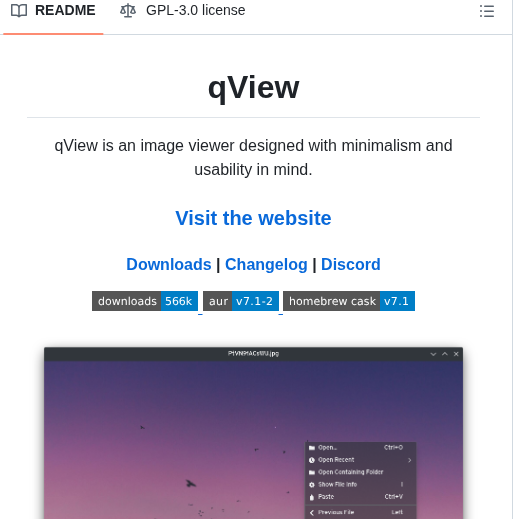 README GPL-3.0 license
qView
qView is an image viewer designed with minimalism and
usability in mind.
Visit the website
Downloads | Changelog | Discord
downloads 566k aur v7.1-2 homebrew cask v7.1
Open... Ctrl+O
Open Recent
Open Containing Folder
Show File Info I
Paste Ctrl+V
Previous File Left